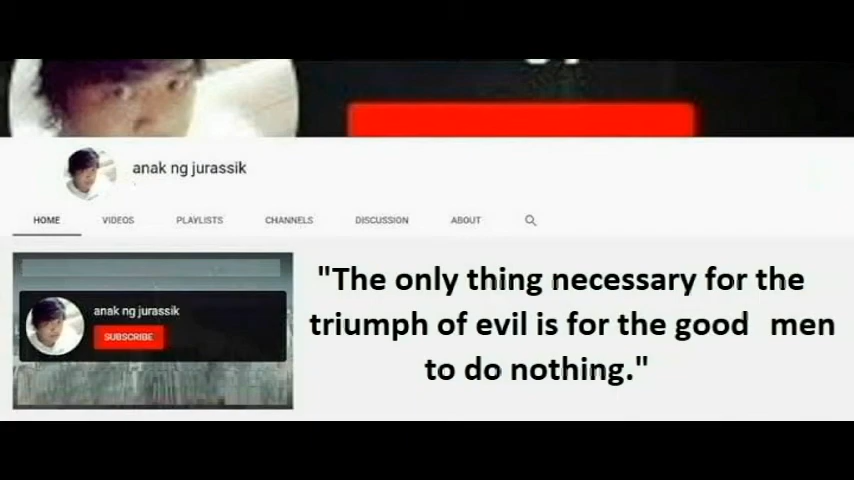 anak ng jurassik
HOME VIDEOS PLAYLISTS CHANNELS DISCUSSION ABOUT
anak ng jurassik
SUBSCRIBE
"The only thing necessary for the
triumph of evil is for the good men
to do nothing."